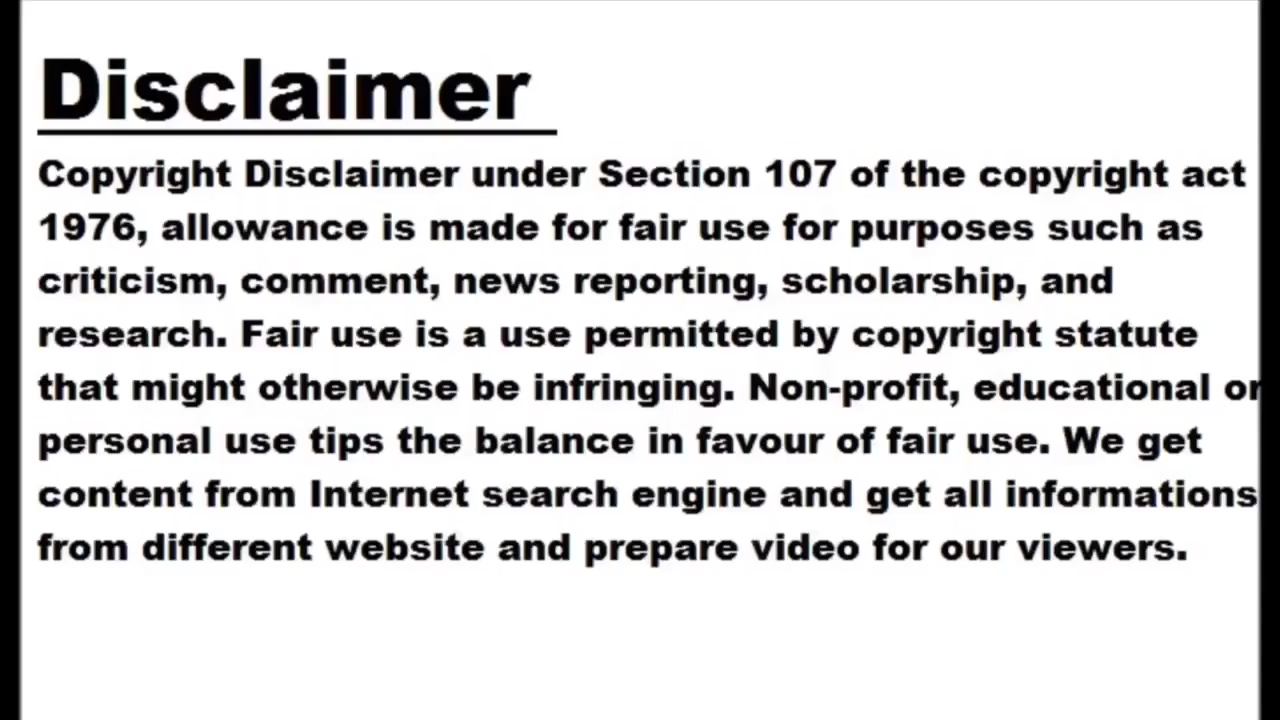 Disclaimer
Copyright Disclaimer under Section 107 of the copyright act
1976, allowance is made for fair use for purposes such as
criticism, comment, news reporting, scholarship, and
research. Fair use is a use permitted by copyright statute
that might otherwise be infringing. Non-profit, educational or
personal use tips the balance in favour of fair use. We get
content from Internet search engine and get all informations
from different website and prepare video for our viewers.